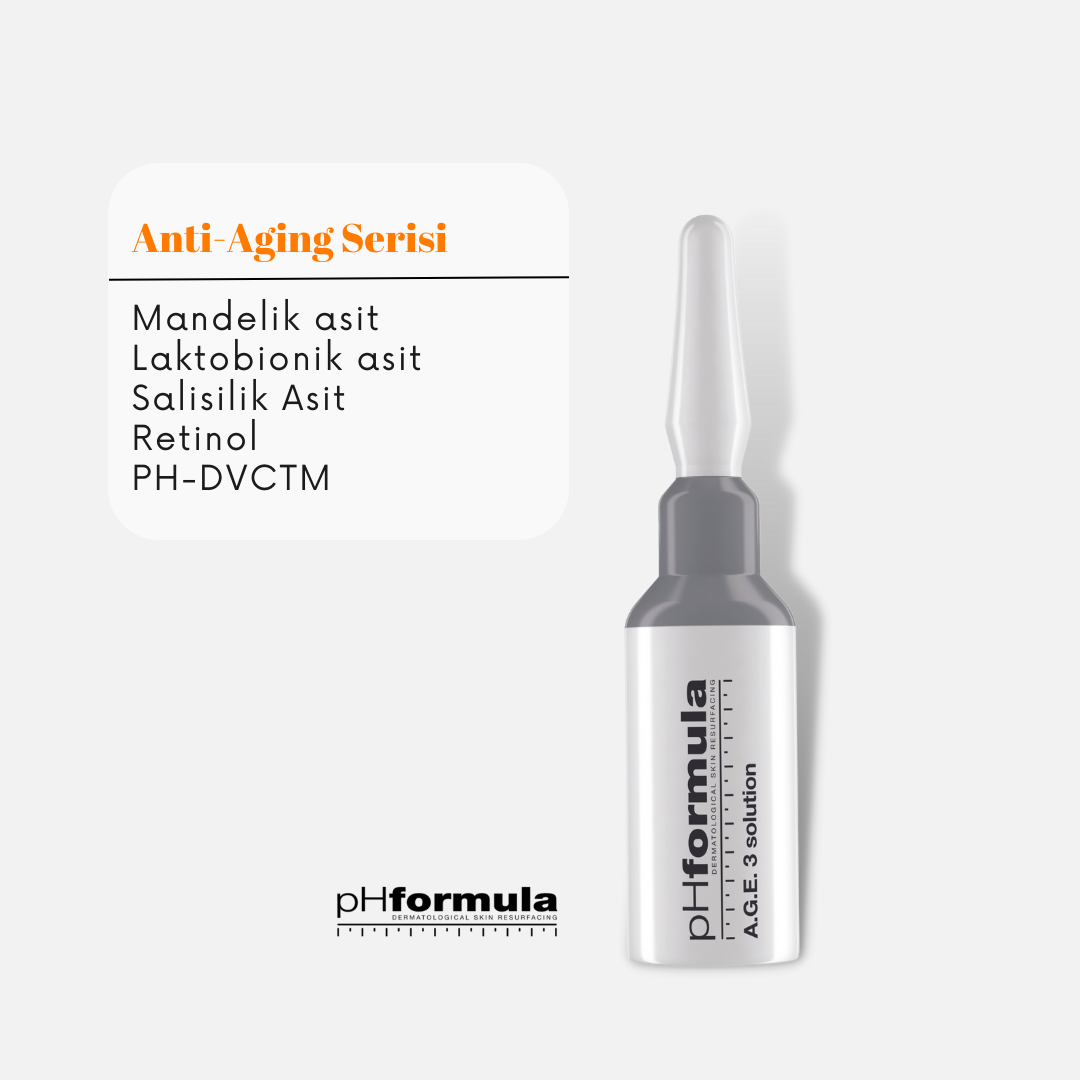 Anti-Aging Serisi
Mandelik asit
Laktobionik asit
Salisilik Asit
Retinol
PH-DVCTM
pHformula
DERMATOLOGICAL SKIN RESURFACING
A.G.E. 3 solution
pHformula
DERMATOLOGICAL SKIN RESURFACING